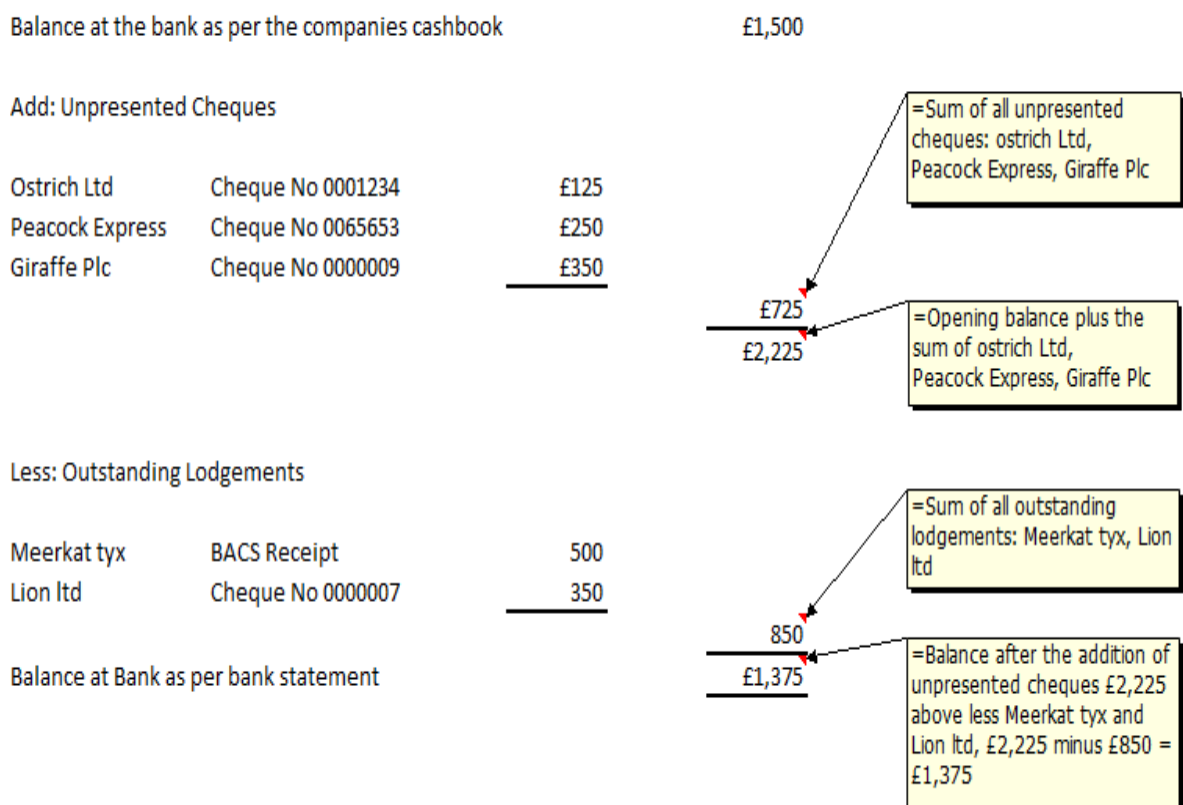 Balance at the bank as per the companies cashbook £1,500
Add: Unpresented Cheques
Ostrich Ltd Cheque No 0001234 £125
Peacock Express Cheque No 0065653 £250
Giraffe Plc Cheque No 0000009 £350
£725
£2,225
=Sum of all unpresented
cheques: ostrich Ltd,
Peacock Express, Giraffe Plc
=Opening balance plus the
sum of ostrich Ltd,
Peacock Express, Giraffe Plc
Less: Outstanding Lodgements
Meerkat tyx BACS Receipt 500
Lion ltd Cheque No 0000007 350
850
Balance at Bank as per bank statement £1,375
=Sum of all outstanding
lodgements: Meerkat tyx, Lion
ltd
=Balance after the addition of
unpresented cheques £2,225
above less Meerkat tyx and
Lion ltd, £2,225 minus £850 =
£1,375